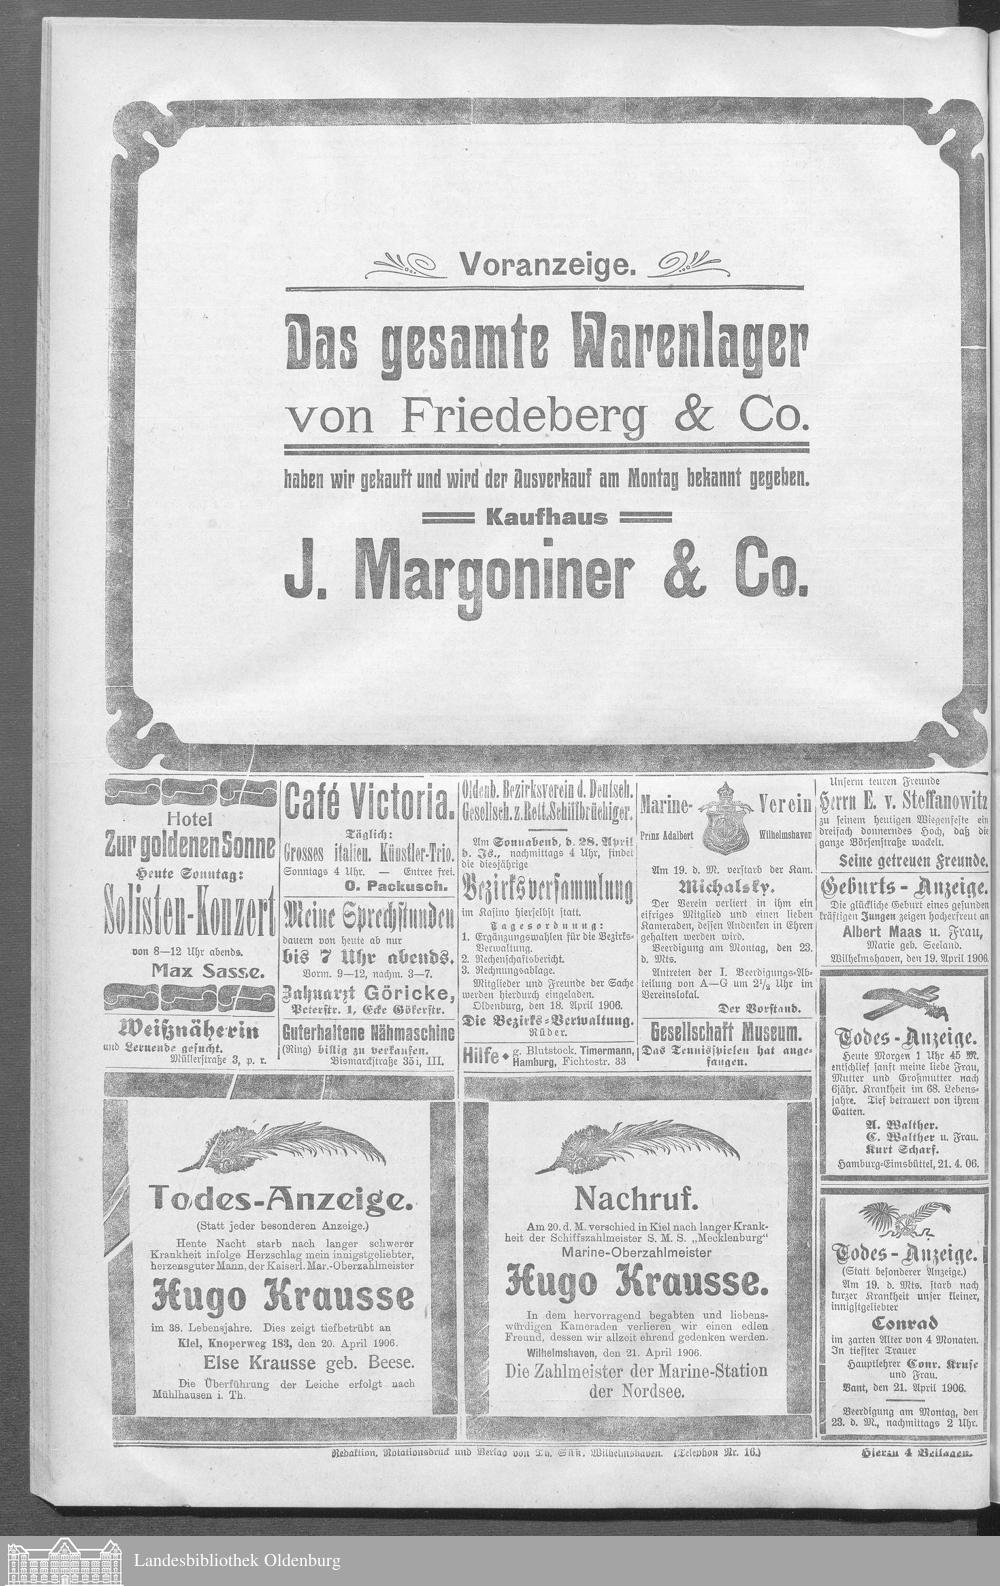 Voranzeige.
Das gesamte Warenlager
von Friedeberg & Co.
haben wir gekauft und wird der Ausverkauf am Montag bekannt gegeben.
Kaufhaus
J. Margoniner & Co.
Hotel
Zur goldenen Sonne
Heute Sonntag:
Solisten-Konzert
von 8—12 Uhr abends.
Max Sasse.
Weißnäherin
und Lernende gesucht.
Müllerstraße 3, p. r.
Café Victoria.
Täglich:
Grosses italien. Künstler-Trio.
Sonntags 4 Uhr. — Entree frei.
O. Packusch.
Meine Sprechstunden
dauern von heute ab nur
bis 7 Uhr abends.
Vorm. 9—12, nachm. 3—7.
Zahnarzt Göricke,
Peterstr. 1, Ecke Gökerstr.
Guterhaltene Nähmaschine
(Ring) billig zu verkaufen.
Bismarckstraße 35i, III.
Oldenb. Bezirksverein d. Deutsch.
Gesellsch. z. Rett. Schiffbrüchiger.
Am Sonnabend, d. 28. April
d. Js., nachmittags 4 Uhr, findet
die diesjährige
Bezirksversammlung
im Kasino hierselbst statt.
Tagesordnung:
1. Ergänzungswahlen für die Bezirks-
Verwaltung.
2. Rechenschaftsbericht.
3. Rechnungsablage.
Mitglieder und Freunde der Sache
werden hierdurch eingeladen.
Oldenburg, den 18. April 1906.
Die Bezirks-Verwaltung.
Rüder.
Hilfe g. Blutstock. Timermann,
Hamburg, Fichtestr. 33
Marine-Verein
Prinz Adalbert Wilhelmshaven
Am 19. d. M. verstarb der Kam.
Michalsky.
Der Verein verliert in ihm ein
eifriges Mitglied und einen lieben
Kameraden, dessen Andenken in Ehren
gehalten werden wird.
Beerdigung am Montag, den 23.
d. Mts.
Antreten der I. Beerdigungs-Ab-
teilung von A—G um 2½ Uhr im
Vereinslokal.
Der Vorstand.
Gesellschaft Museum.
Das Tennisspielen hat ange-
fangen.
Unserm teuren Freunde
Herrn E. v. Steffanowitz
zu seinem heutigen Wiegenfeste ein
dreifach donnerndes Hoch, daß die
ganze Börsenstraße wackelt.
Seine getreuen Freunde.
Geburts-Anzeige.
Die glückliche Geburt eines gesunden
kräftigen Jungen zeigen hocherfreut an
Albert Maas u. Frau,
Marie geb. Seeland.
Wilhelmshaven, den 19. April 1906.
Todes-Anzeige.
Heute Morgen 1 Uhr 45 M.
entschlief sanft meine liebe Frau,
Mutter und Großmutter nach
6jähr. Krankheit im 68. Lebens-
jahre. Tief betrauert von ihrem
Gatten.
A. Walther.
C. Walther u. Frau.
Kurt Scharf.
Hamburg-Eimsbüttel, 21. 4. 06.
Todes-Anzeige.
(Statt besonderer Anzeige.)
Am 19. d. Mts. starb nach
kurzer Krankheit unser kleiner,
innigstgeliebter
Conrad
im zarten Alter von 4 Monaten.
In tiefster Trauer
Hauptlehrer Conr. Kruse
und Frau.
Bant, den 21. April 1906.
Beerdigung am Montag, den
23. d. M., nachmittags 2 Uhr.
Todes-Anzeige.
(Statt jeder besonderen Anzeige.)
Heute Nacht starb nach langer schwerer
Krankheit infolge Herzschlag mein innigstgeliebter,
herzensguter Mann, der Kaiserl. Mar.-Oberzahlmeister
Hugo Krausse
im 38. Lebensjahre. Dies zeigt tiefbetrübt an
Kiel, Knoperweg 183, den 20. April 1906.
Else Krausse geb. Beese.
Die Überführung der Leiche erfolgt nach
Mühlhausen i. Th.
Nachruf.
Am 20. d. M. verschied in Kiel nach langer Krank-
heit der Schiffszahlmeister S. M. S. „Mecklenburg"
Marine-Oberzahlmeister
Hugo Krausse.
In dem hervorragend begabten und liebens-
würdigen Kameraden verlieren wir einen edlen
Freund, dessen wir allzeit ehrend gedenken werden.
Wilhelmshaven, den 21. April 1906.
Die Zahlmeister der Marine-Station
der Nordsee.
Redaktion, Rotationsdruck und Verlag von Th. Süß, Wilhelmshaven. (Telephon Nr. 16.)
Hierzu 4 Beilagen.
Landesbibliothek Oldenburg